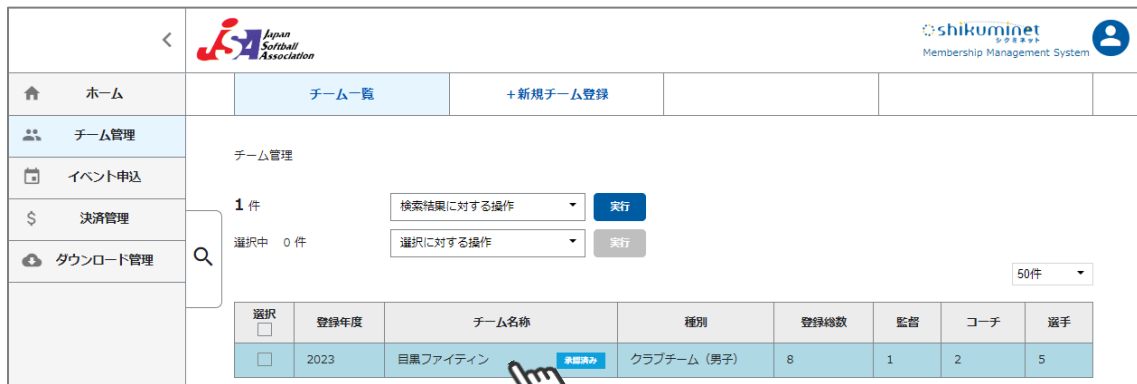 <
Japan
Softball
Association
shikuminet
シクミネット
Membership Management System
ホーム
チーム一覧
+新規チーム登録
チーム管理
イベント申込
決済管理
ダウンロード管理
チーム管理
1 件
検索結果に対する操作
実行
選択中 0 件
選択に対する操作
実行
50件
選択 登録年度 チーム名称 種別 登録総数 監督 コーチ 選手
2023 目黒ファイティン 承認済み クラブチーム（男子） 8 1 2 5